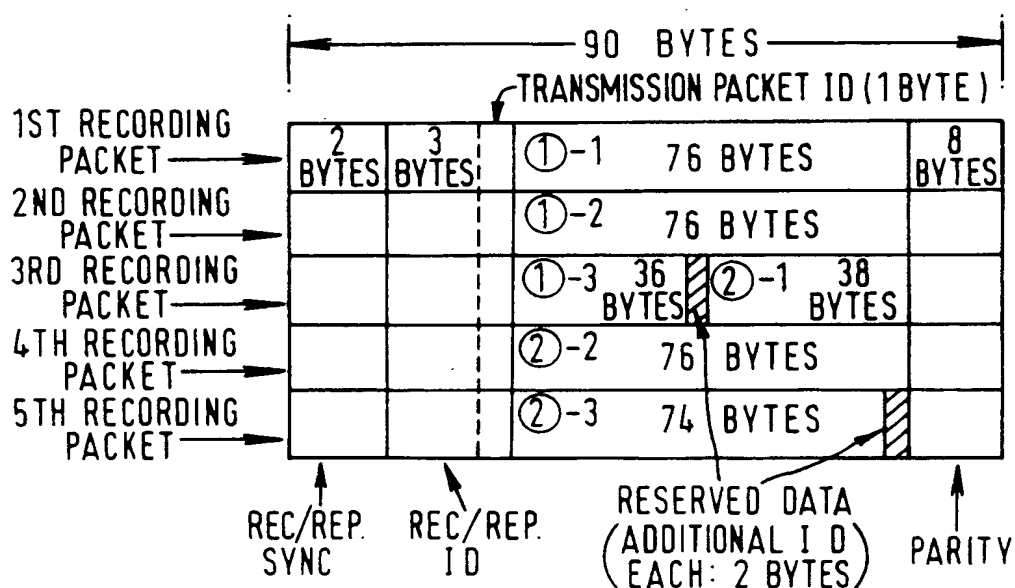 90 BYTES
TRANSMISSION PACKET ID (1 BYTE)
1ST RECORDING
PACKET
2
BYTES
3
BYTES
①-1 76 BYTES
8
BYTES
2ND RECORDING
PACKET
①-2 76 BYTES
3RD RECORDING
PACKET
①-3 36
BYTES
②-1 38
BYTES
4TH RECORDING
PACKET
②-2 76 BYTES
5TH RECORDING
PACKET
②-3 74 BYTES
REC/REP.
SYNC
REC/REP.
ID
RESERVED DATA
(ADDITIONAL I D
EACH: 2 BYTES)
PARITY